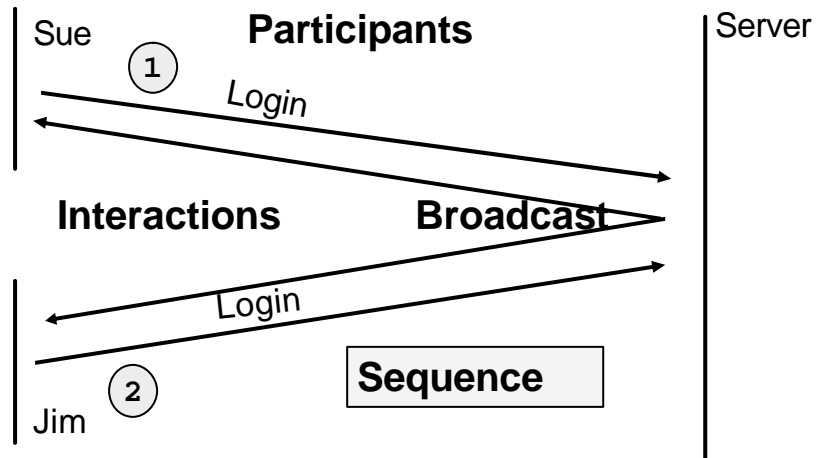 Sue
Participants
Server
1
Login
Interactions
Broadcast
Login
Sequence
2
Jim